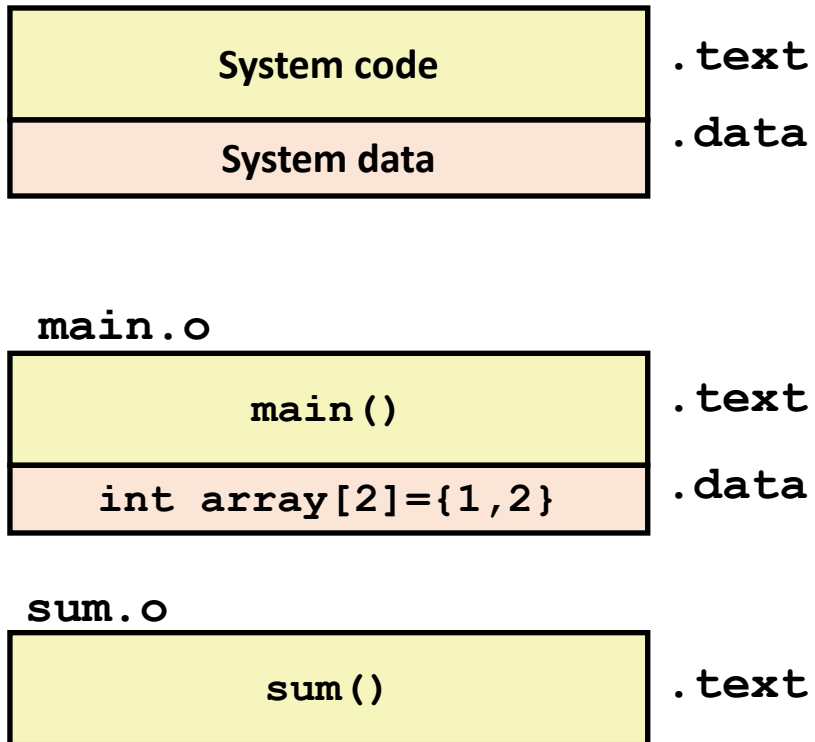 System code .text
System data .data
main.o
main() .text
int array[2]={1,2} .data
sum.o
sum() .text